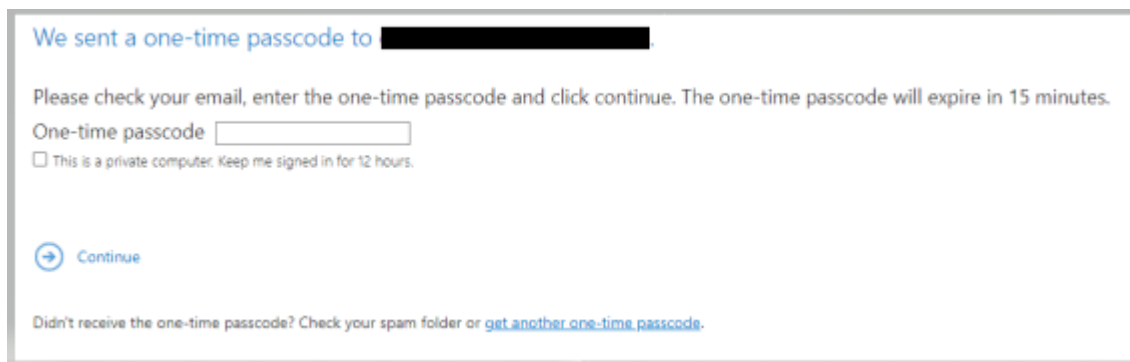 We sent a one-time passcode to
Please check your email, enter the one-time passcode and click continue. The one-time passcode will expire in 15 minutes.
One-time passcode
This is a private computer. Keep me signed in for 12 hours.
Continue
Didn't receive the one-time passcode? Check your spam folder or get another one-time passcode.